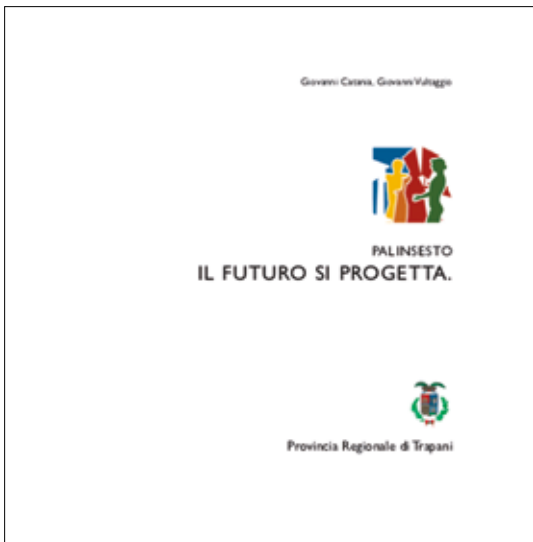 Giovanni Catania, Giovanni Vultaggio
PALINSESTO
IL FUTURO SI PROGETTA.
Provincia Regionale di Trapani